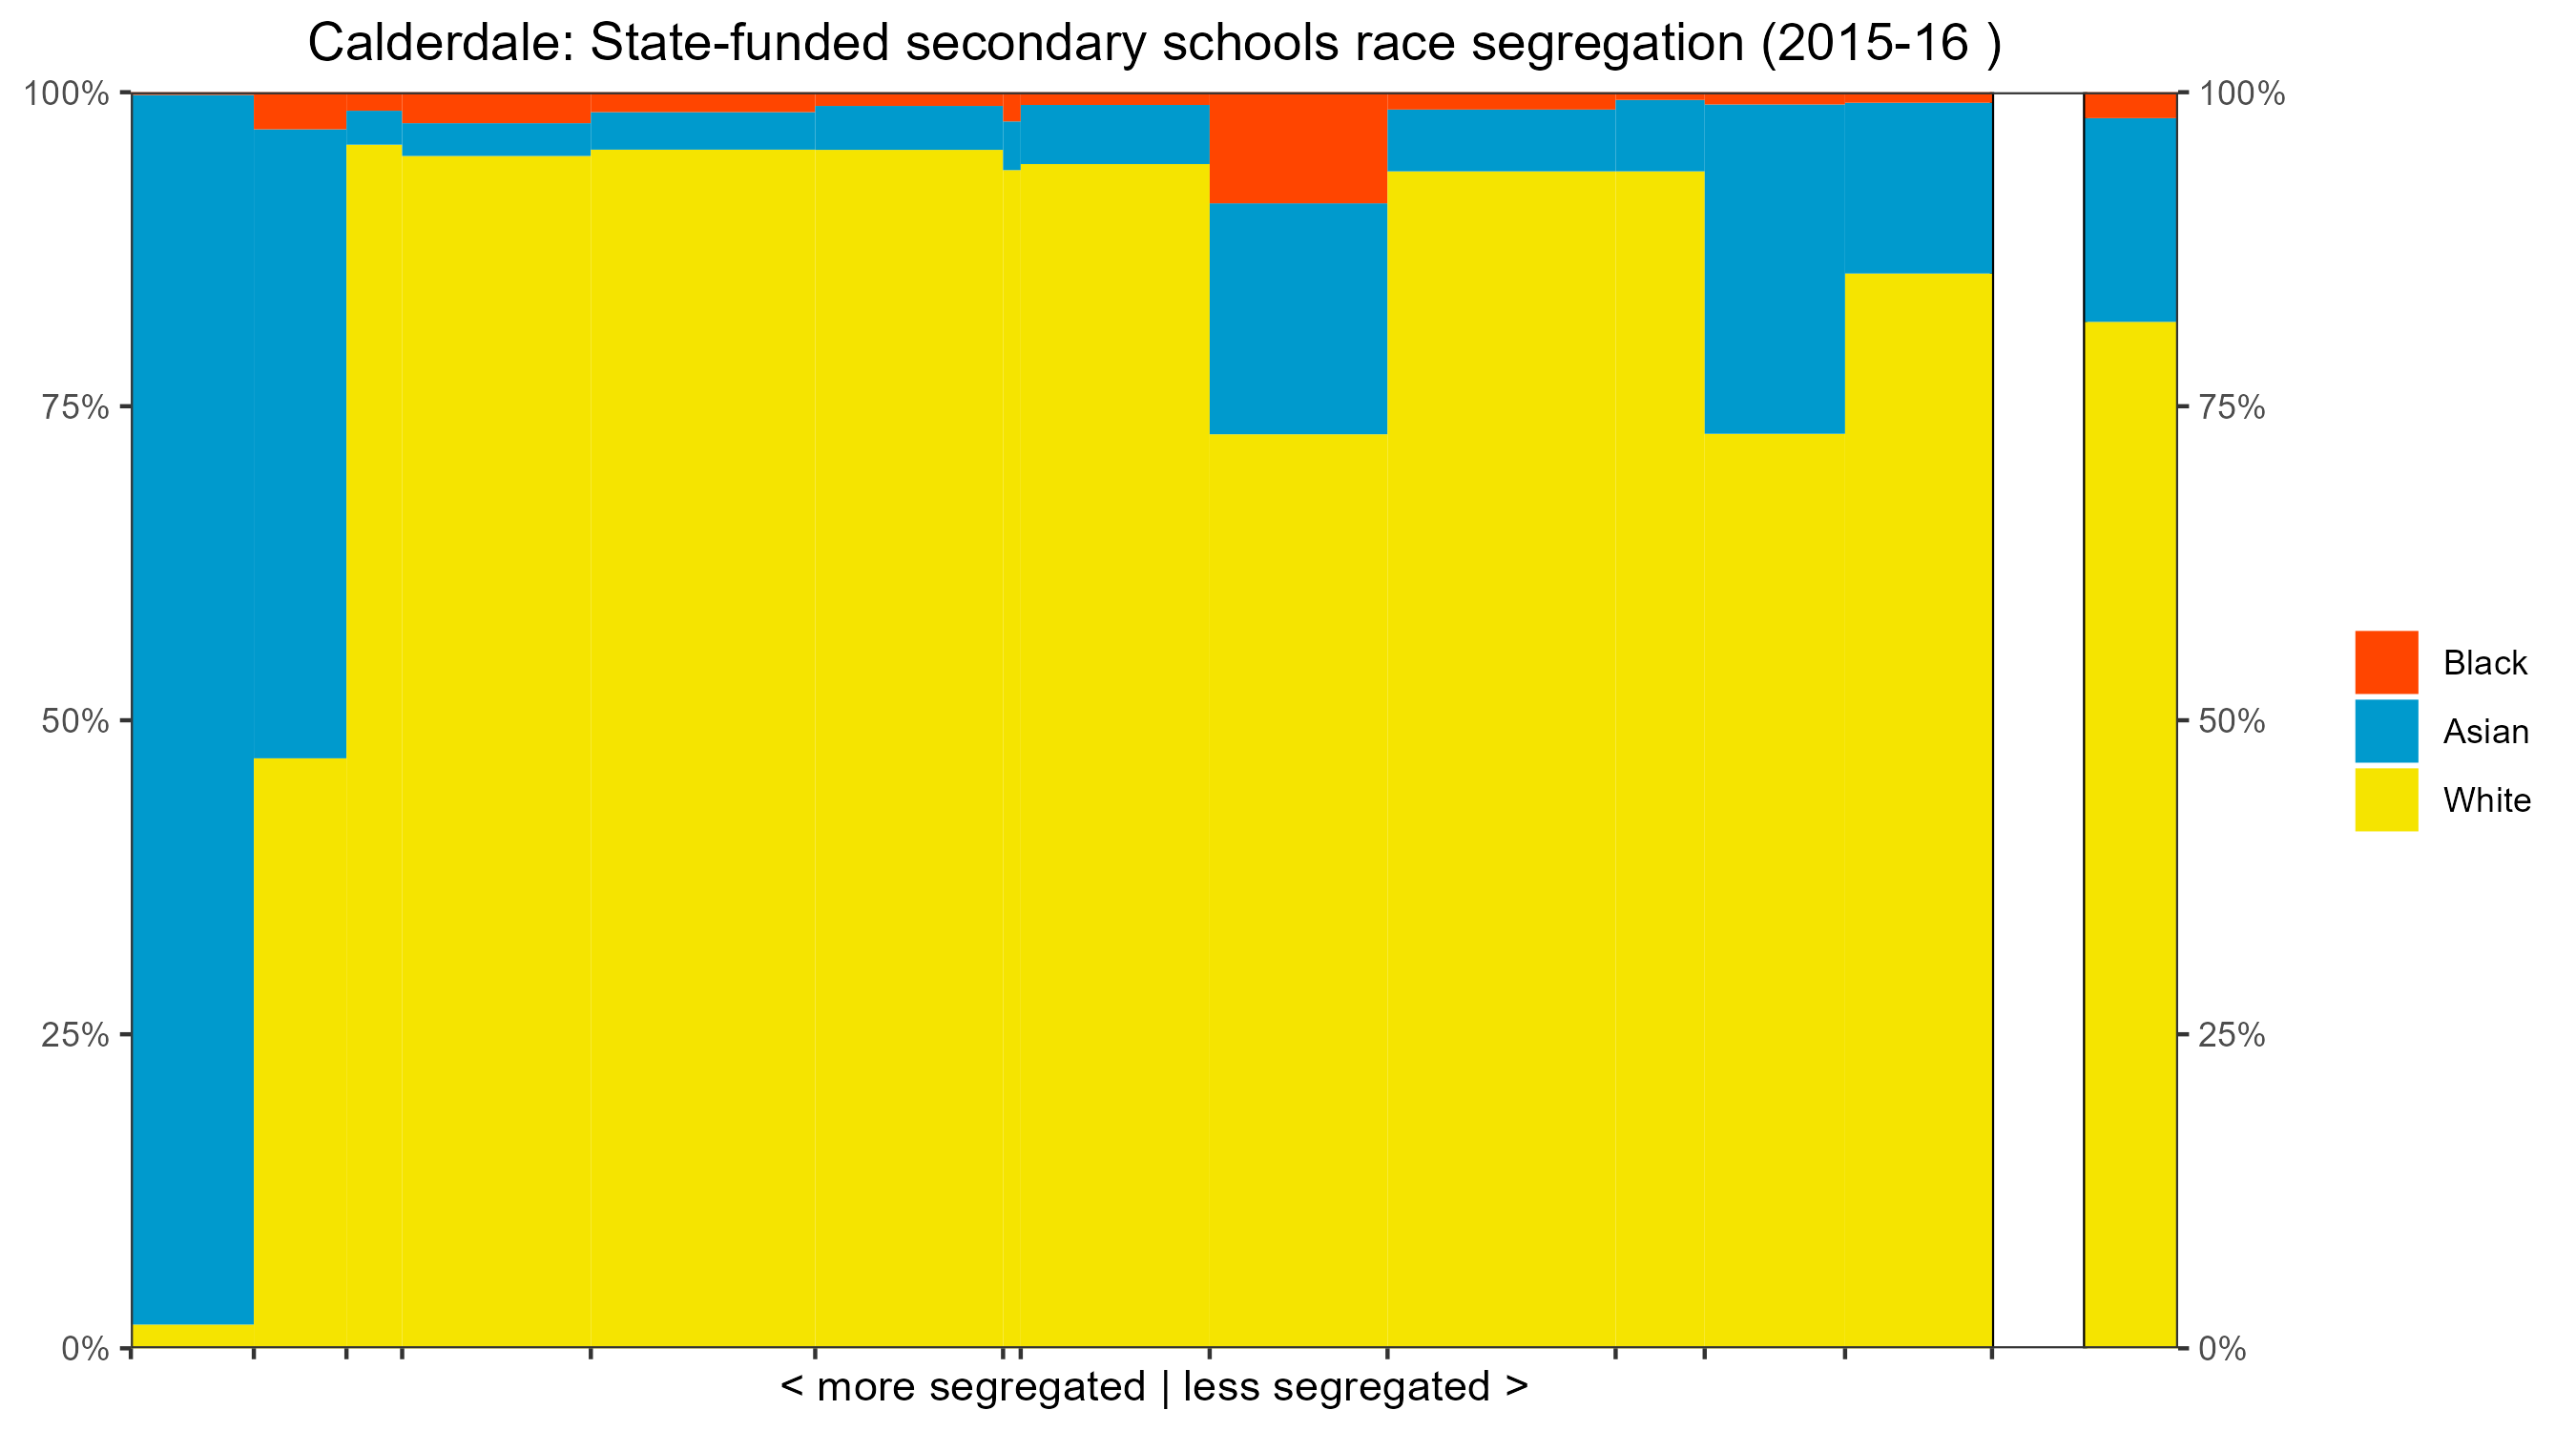 Calderdale: State-funded secondary schools race segregation (2015-16 )
100%
100%
75%
75%
50%
50%
25%
25%
0%
0%
Black
Asian
White
< more segregated | less segregated >